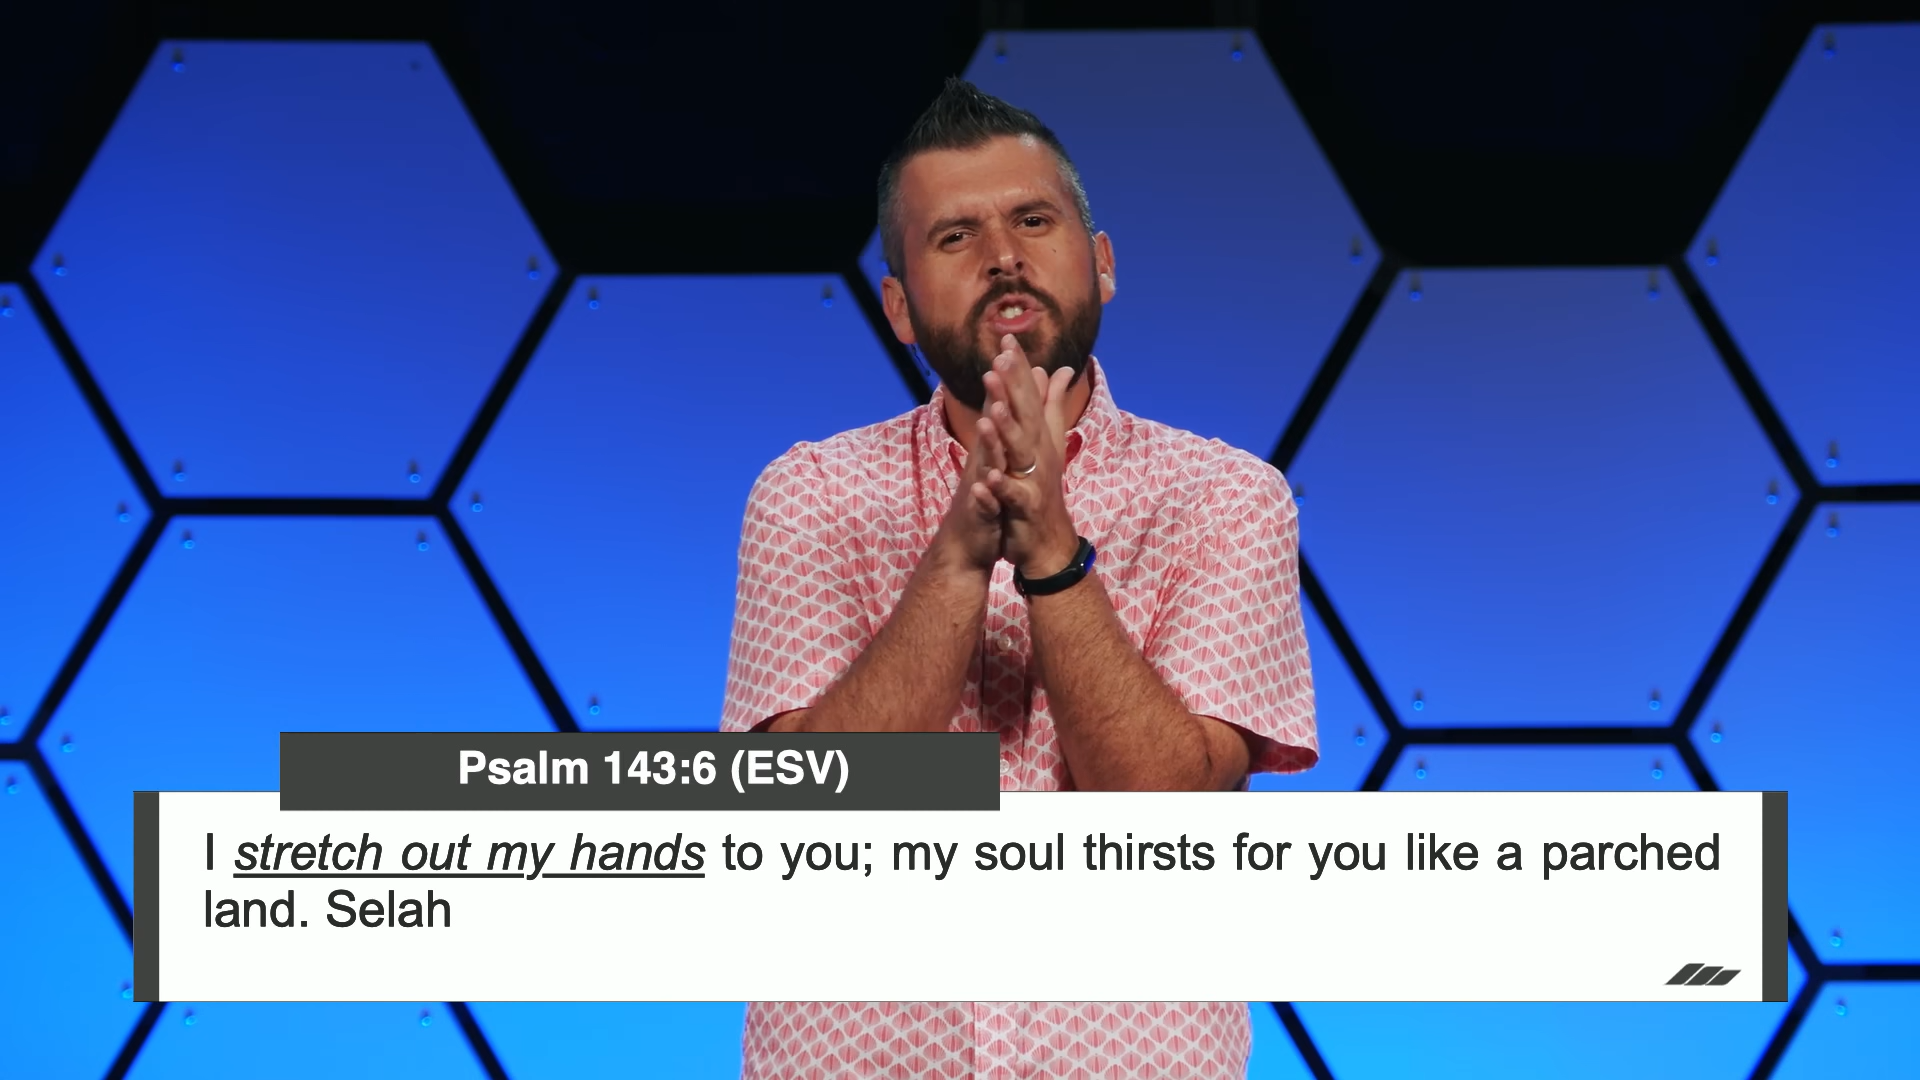 Psalm 143:6 (ESV)
I stretch out my hands to you; my soul thirsts for you like a parched
land. Selah